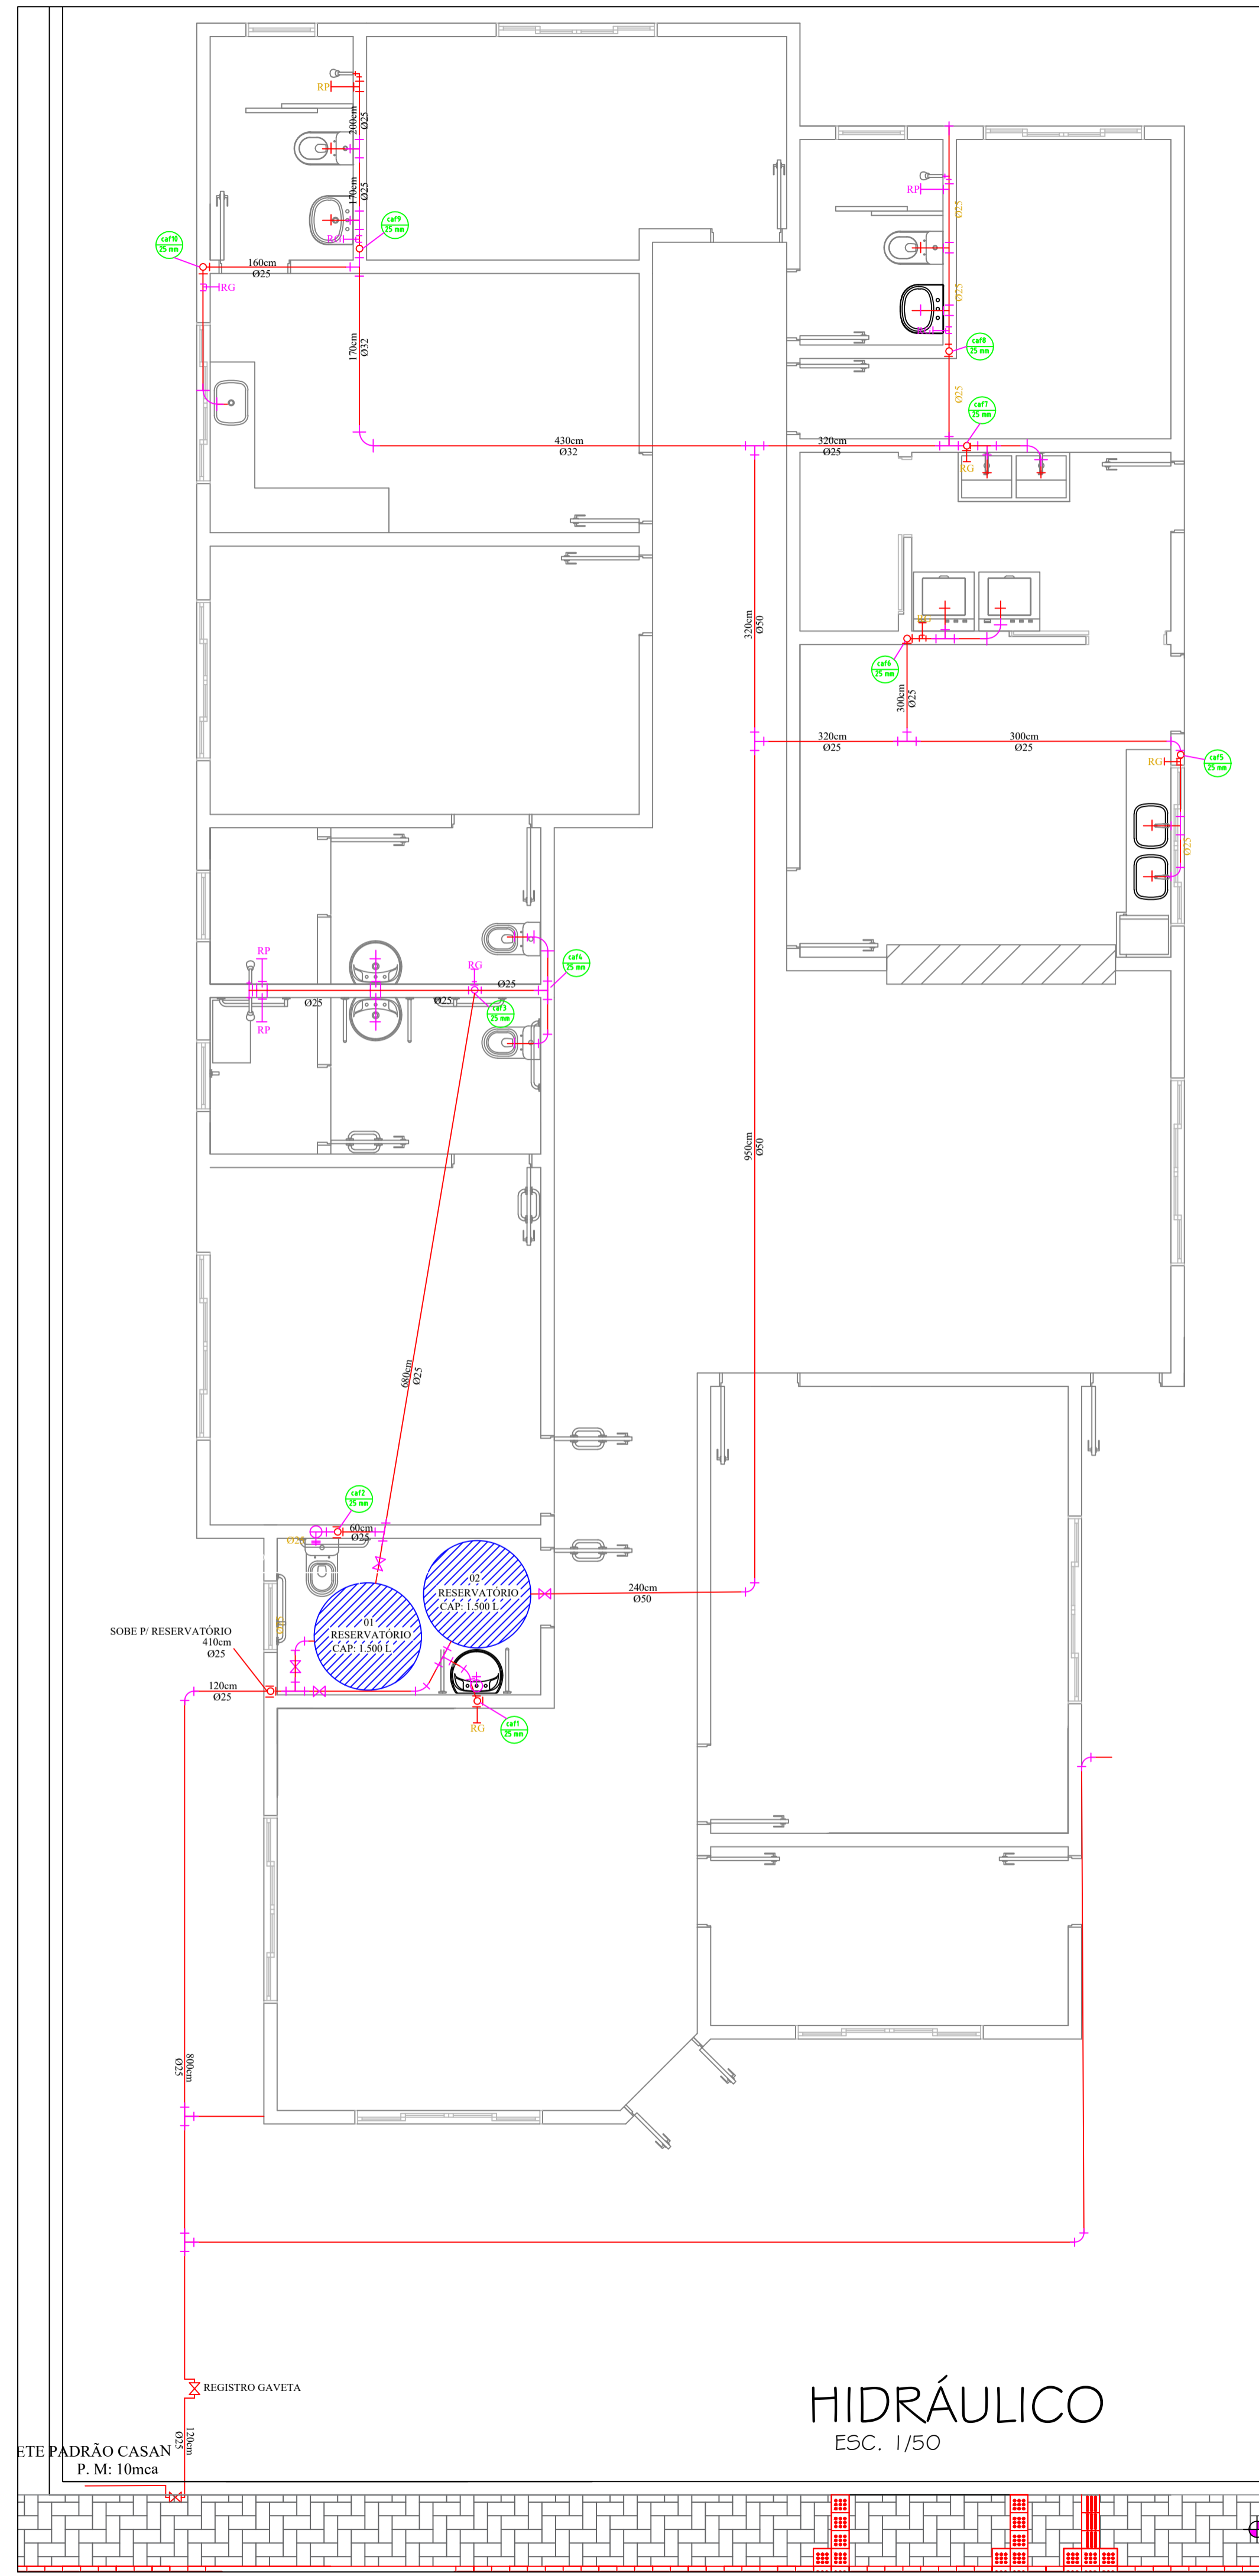 RP
200cm
Ø25
170cm
Ø25
RG
caf9
25 mm
caf10
25 mm
160cm
Ø25
RG
170cm
Ø32
RP
Ø25
Ø25
caf8
25 mm
Ø25
caf7
25 mm
430cm
Ø32
320cm
Ø25
RG
320cm
Ø50
RG
caf6
25 mm
300cm
Ø25
320cm
Ø25
300cm
Ø25
RG
caf5
25 mm
Ø25
RP
RG
caf4
25 mm
Ø25
Ø25
Ø25
caf3
25 mm
RP
950cm
Ø50
680cm
Ø25
caf2
25 mm
60cm
Ø25
02
RESERVATÓRIO
CAP: 1.500 L
240cm
Ø50
01
RESERVATÓRIO
CAP: 1.500 L
SOBE P/ RESERVATÓRIO
410cm
Ø25
120cm
Ø25
RG
caf1
25 mm
800cm
Ø25
REGISTRO GAVETA
120cm
Ø25
ETE PADRÃO CASAN
P. M: 10mca
HIDRÁULICO
ESC. 1/50